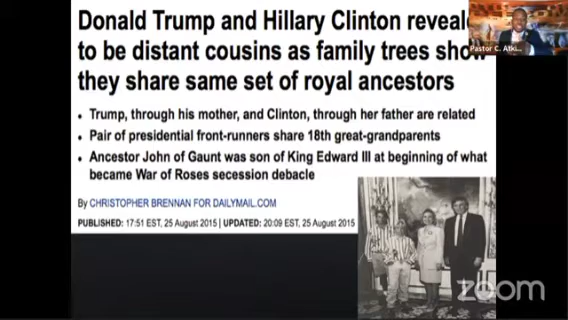 Donald Trump and Hillary Clinton reveal
to be distant cousins as family trees show
they share same set of royal ancestors
Pastor C. Atki...
• Trump, through his mother, and Clinton, through her father are related
• Pair of presidential front-runners share 18th great-grandparents
• Ancestor John of Gaunt was son of King Edward III at beginning of what
became War of Roses secession debacle
By CHRISTOPHER BRENNAN FOR DAILYMAIL.COM
PUBLISHED: 17:51 EST, 25 August 2015 | UPDATED: 20:09 EST, 25 August 2015
zoom